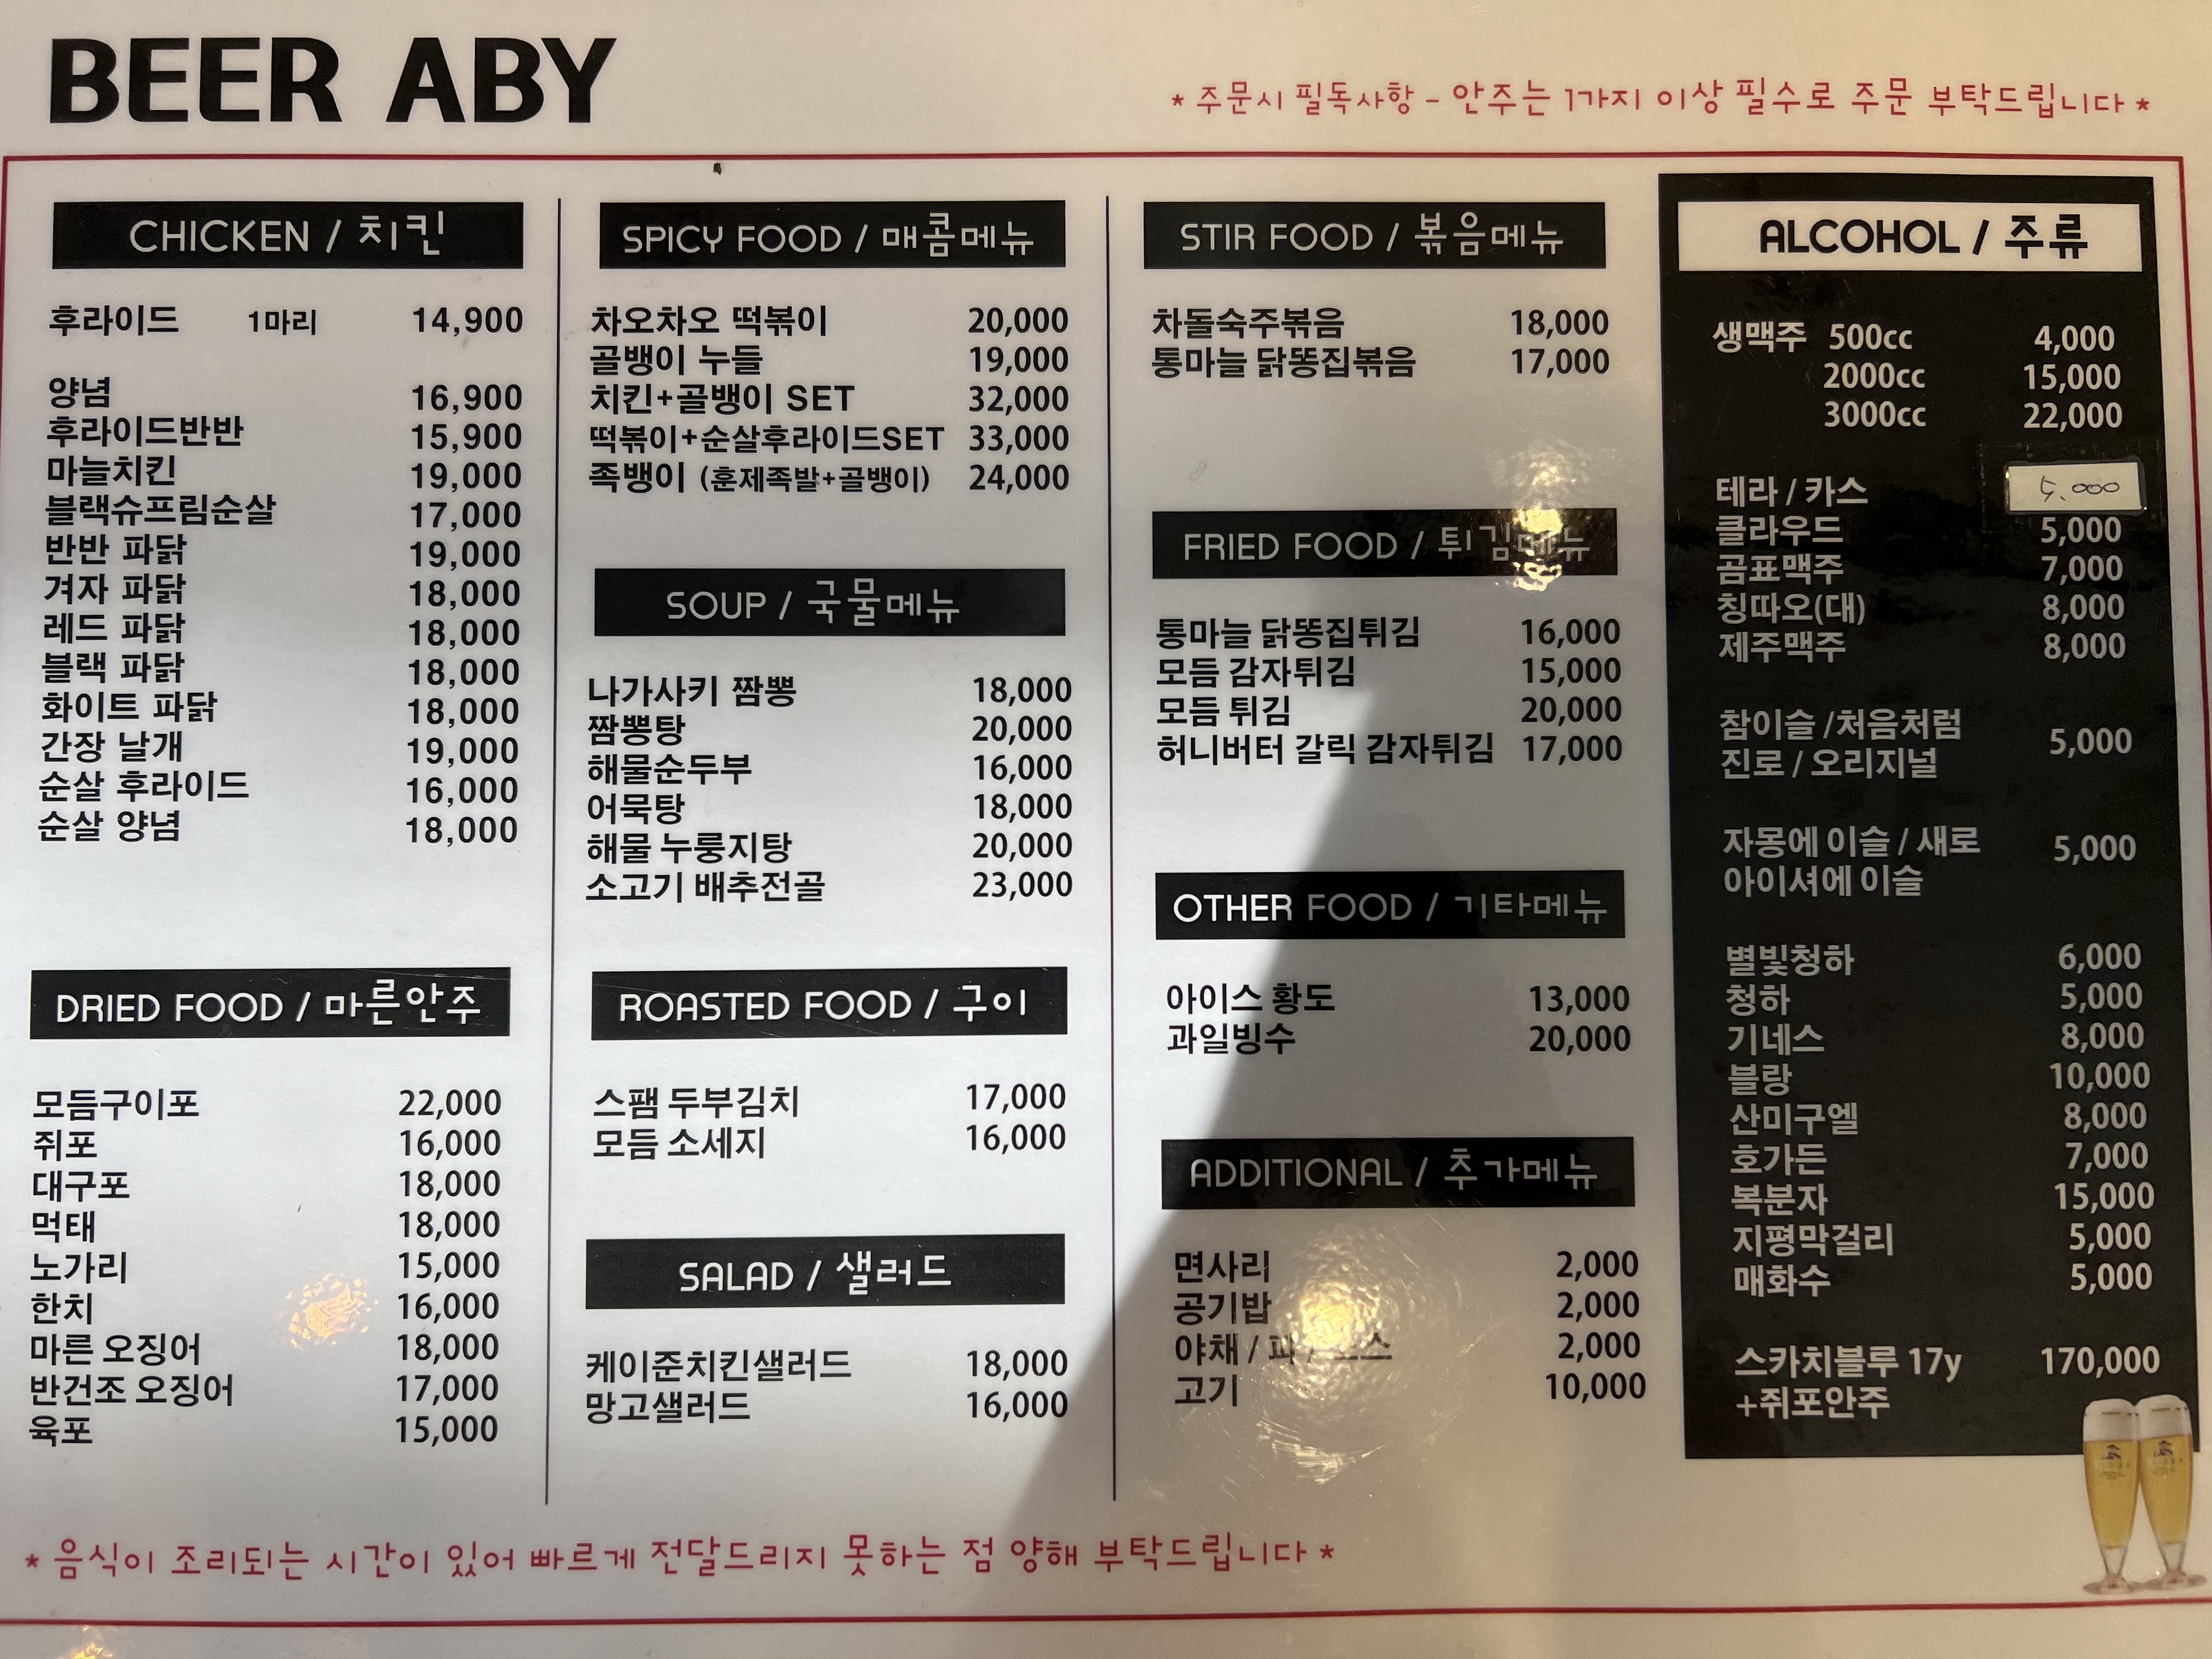 BEER ABY
* 주문시 필독사항 - 안주는 1가지 이상 필수로 주문 부탁드립니다 *
CHICKEN / 치킨
후라이드 1마리 14,900
양념 16,900
후라이드반반 15,900
마늘치킨 19,000
블랙슈프림순살 17,000
반반 파닭 19,000
겨자 파닭 18,000
레드 파닭 18,000
블랙 파닭 18,000
화이트 파닭 18,000
간장 날개 19,000
순살 후라이드 16,000
순살 양념 18,000
DRIED FOOD / 마른안주
모듬구이포 22,000
쥐포 16,000
대구포 18,000
먹태 18,000
노가리 15,000
한치 16,000
마른 오징어 18,000
반건조 오징어 17,000
육포 15,000
SPICY FOOD / 매콤메뉴
차오차오 떡볶이 20,000
골뱅이 누들 19,000
치킨+골뱅이 SET 32,000
떡볶이+순살후라이드SET 33,000
족뱅이 (훈제족발+골뱅이) 24,000
SOUP / 국물메뉴
나가사키 짬뽕 18,000
짬뽕탕 20,000
해물순두부 16,000
어묵탕 18,000
해물 누룽지탕 20,000
소고기 배추전골 23,000
ROASTED FOOD / 구이
스팸 두부김치 17,000
모듬 소세지 16,000
SALAD / 샐러드
케이준치킨샐러드 18,000
망고샐러드 16,000
STIR FOOD / 볶음메뉴
차돌숙주볶음 18,000
통마늘 닭똥집볶음 17,000
FRIED FOOD / 튀김메뉴
통마늘 닭똥집튀김 16,000
모듬 감자튀김 15,000
모듬 튀김 20,000
허니버터 갈릭 감자튀김 17,000
OTHER FOOD / 기타메뉴
아이스 황도 13,000
과일빙수 20,000
ADDITIONAL / 추가메뉴
면사리 2,000
공기밥 2,000
야채 / 파 / 2,000
고기 10,000
ALCOHOL / 주류
생맥주 500cc 4,000
2000cc 15,000
3000cc 22,000
테라 / 카스 5.000
클라우드 5,000
곰표맥주 7,000
칭따오(대) 8,000
제주맥주 8,000
참이슬 /처음처럼
진로 / 오리지널 5,000
자몽에 이슬 / 새로
아이셔에 이슬 5,000
별빛청하 6,000
청하 5,000
기네스 8,000
블랑 10,000
산미구엘 8,000
호가든 7,000
복분자 15,000
지평막걸리 5,000
매화수 5,000
스카치블루 17y 170,000
+쥐포안주
* 음식이 조리되는 시간이 있어 빠르게 전달드리지 못하는 점 양해 부탁드립니다 *